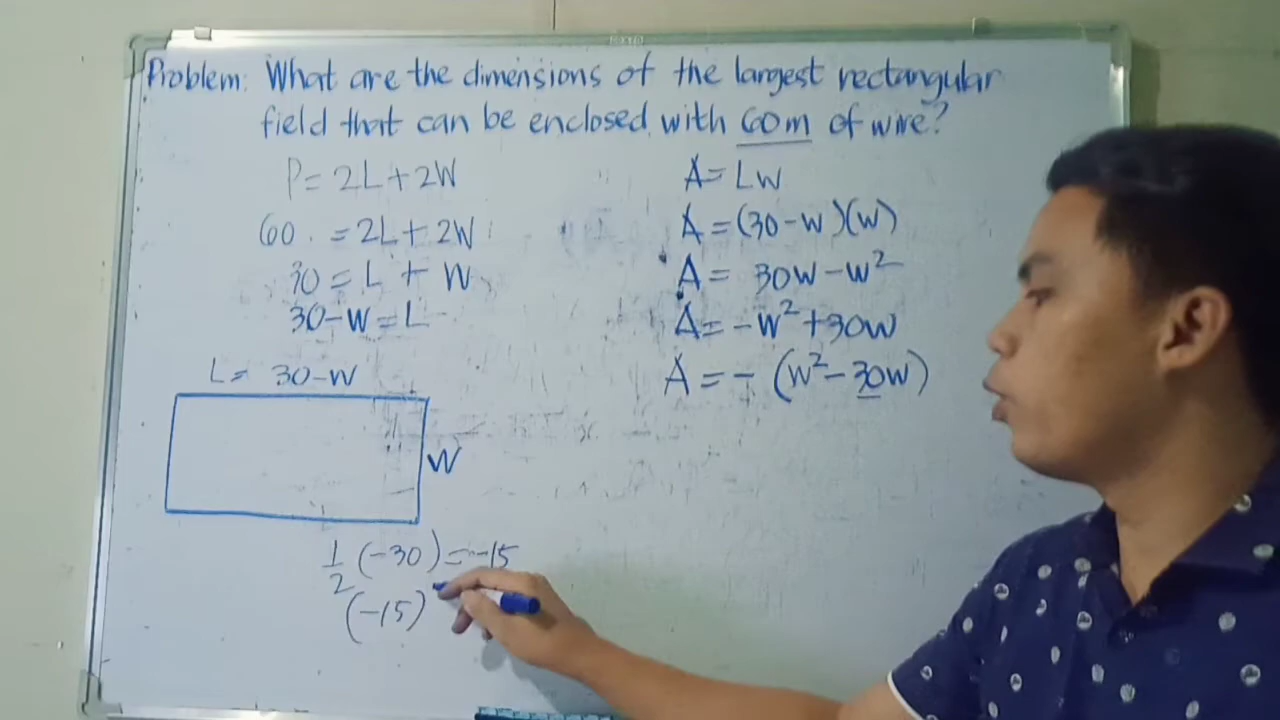 Problem: What are the dimensions of the largest rectangular
field that can be enclosed with 60m of wire?
P = 2L + 2W
60 = 2L + 2W
30 = L + W
30 - W = L
L = 30 - W
W
1/2 (-30) = -15
(-15)
A = LW
A = (30 - W)(W)
A = 30W - W²
A = -W² + 30W
A = - (W² - 30W)